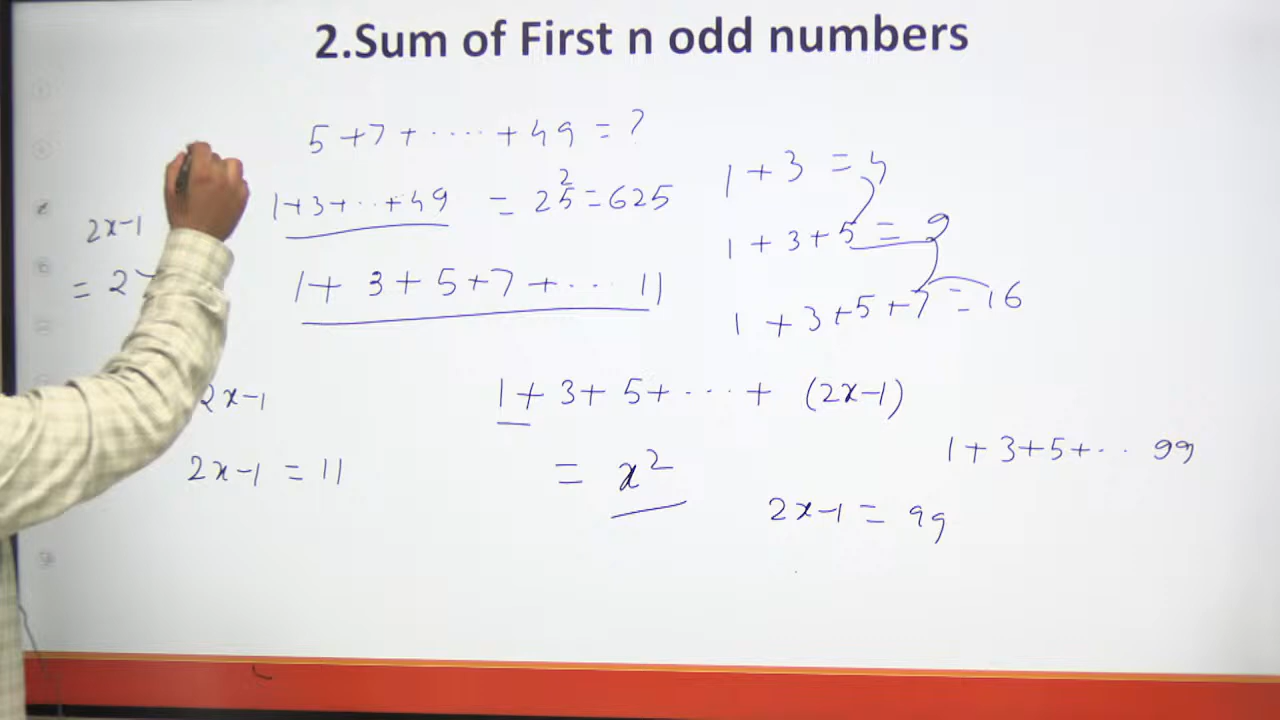 2.Sum of First n odd numbers
5 + 7 + ..... + 49 = ?
1+3+...+49 = 25² = 625
1 + 3 + 5 + 7 + ... 11
2x-1
= 2
1 + 3 = 4
1 + 3 + 5 = 9
1 + 3 + 5 + 7 = 16
2x-1
2x-1 = 11
1 + 3 + 5 + ... + (2x-1)
= x²
1 + 3 + 5 + ... 99
2x-1 = 99